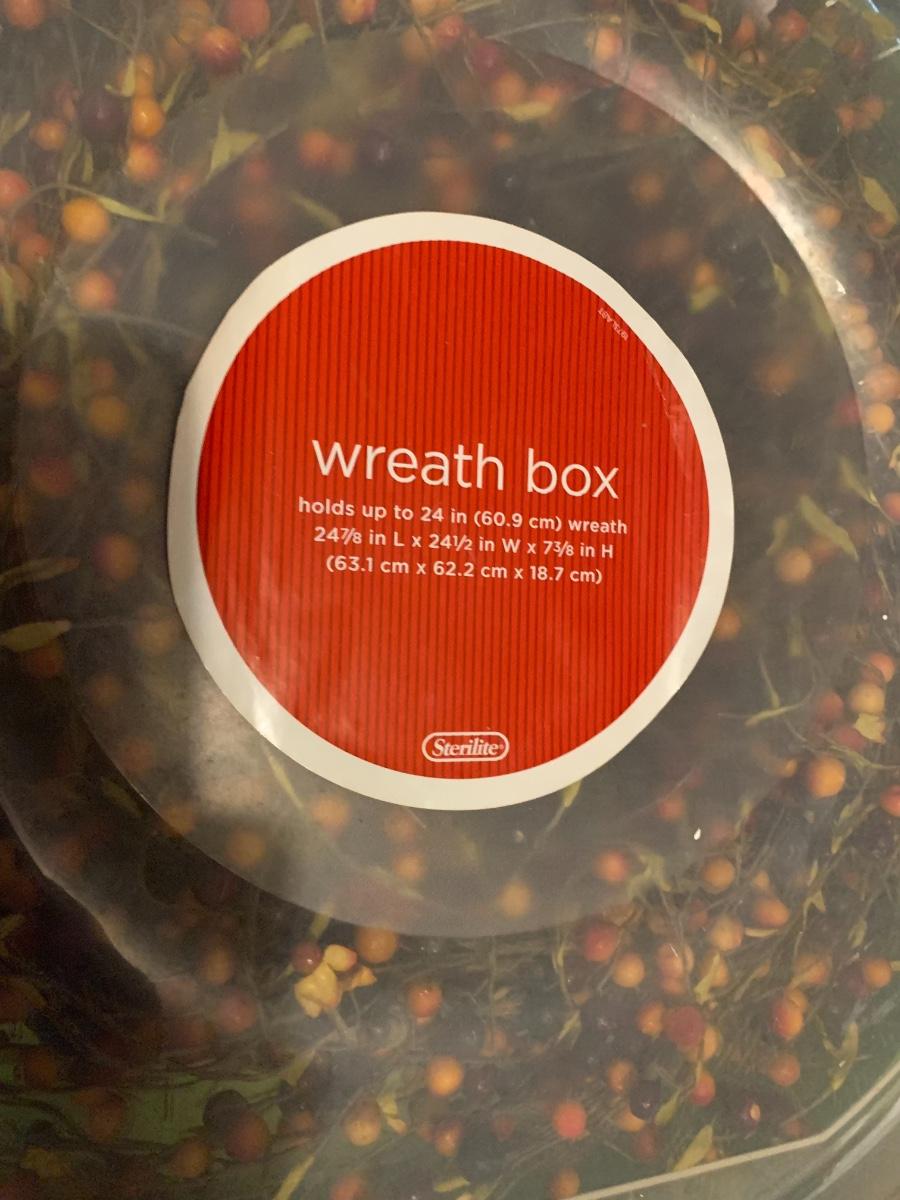 wreath box
holds up to 24 in (60.9 cm) wreath
24⅞ in L x 24½ in W x 7⅜ in H
(63.1 cm x 62.2 cm x 18.7 cm)
Sterilite®